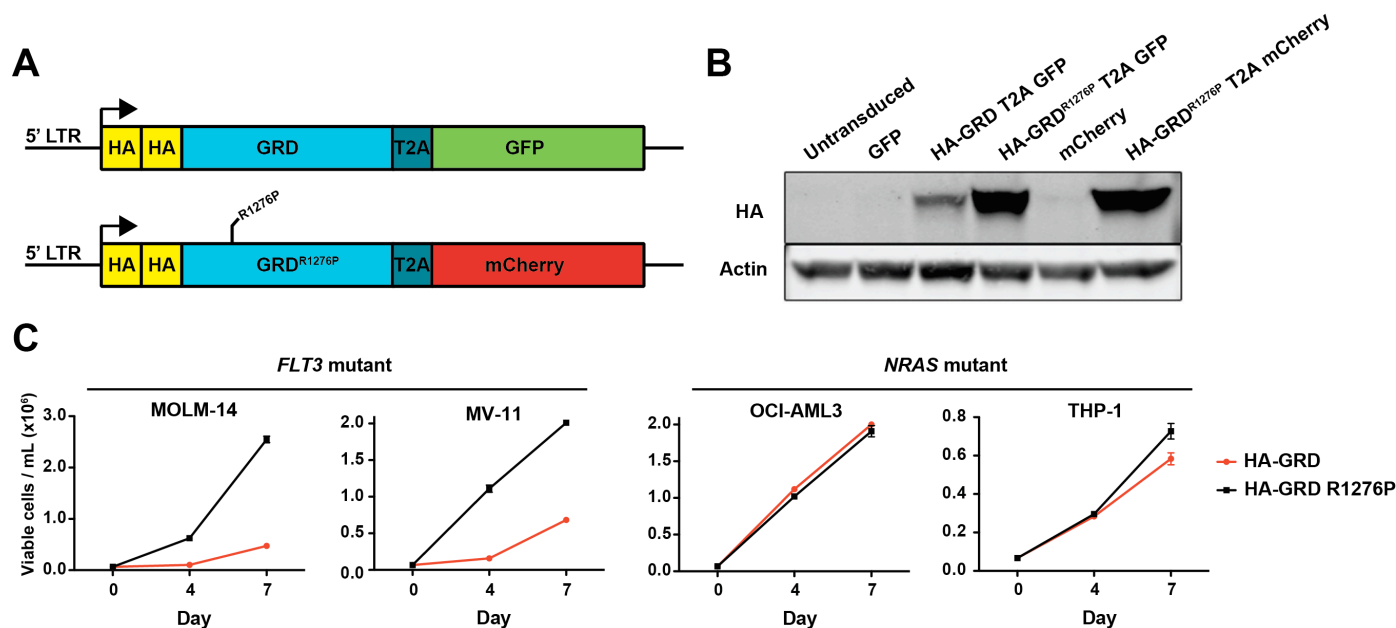 A
5' LTR
HA HA GRD T2A GFP
R1276P
5' LTR
HA HA GRDR1276P T2A mCherry
B
Untransduced
GFP
HA-GRD T2A GFP
HA-GRDR1276P T2A GFP
mCherry
HA-GRDR1276P T2A mCherry
HA
Actin
C
FLT3 mutant
NRAS mutant
Viable cells / mL (x10⁶)
MOLM-14
3.0
2.0
1.0
0.0
0 4 7
Day
MV-11
2.0
1.5
1.0
0.5
0.0
0 4 7
Day
OCI-AML3
2.0
1.5
1.0
0.5
0.0
0 4 7
Day
THP-1
0.8
0.6
0.4
0.2
0.0
0 4 7
Day
HA-GRD
HA-GRD R1276P